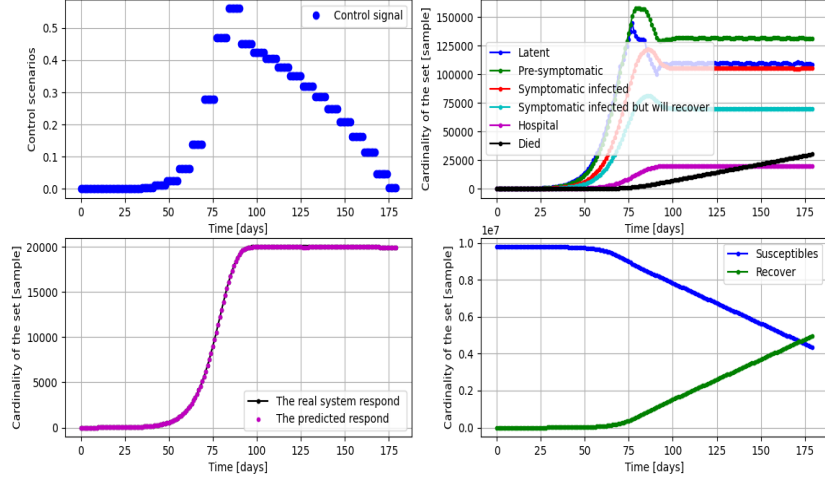 Control scenarios
0.5
0.4
0.3
0.2
0.1
0.0
Control signal
0 25 50 75 100 125 150 175
Time [days]
Cardinality of the set [sample]
150000
125000
100000
75000
50000
25000
0
Latent
Pre-symptomatic
Symptomatic infected
Symptomatic infected but will recover
Hospital
Died
0 25 50 75 100 125 150 175
Time [days]
Cardinality of the set [sample]
20000
15000
10000
5000
0
The real system respond
The predicted respond
0 25 50 75 100 125 150 175
Time [days]
Cardinality of the set [sample]
1e7
1.0
0.8
0.6
0.4
0.2
0.0
Susceptibles
Recover
0 25 50 75 100 125 150 175
Time [days]